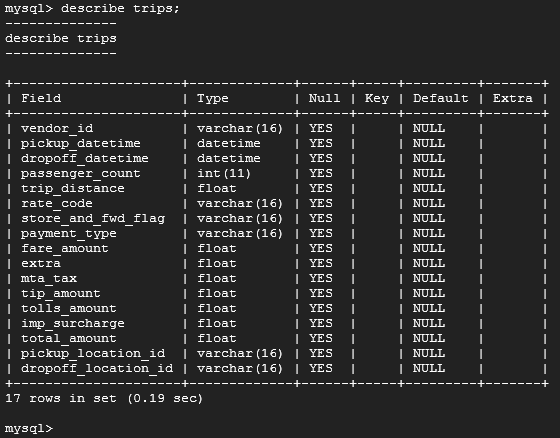 mysql> describe trips;
--------------
describe trips
--------------
+---------------------+-------------+------+-----+---------+-------+
| Field               | Type        | Null | Key | Default | Extra |
+---------------------+-------------+------+-----+---------+-------+
| vendor_id           | varchar(16) | YES  |     | NULL    |       |
| pickup_datetime     | datetime    | YES  |     | NULL    |       |
| dropoff_datetime    | datetime    | YES  |     | NULL    |       |
| passenger_count     | int(11)     | YES  |     | NULL    |       |
| trip_distance       | float       | YES  |     | NULL    |       |
| rate_code           | varchar(16) | YES  |     | NULL    |       |
| store_and_fwd_flag  | varchar(16) | YES  |     | NULL    |       |
| payment_type        | varchar(16) | YES  |     | NULL    |       |
| fare_amount         | float       | YES  |     | NULL    |       |
| extra               | float       | YES  |     | NULL    |       |
| mta_tax             | float       | YES  |     | NULL    |       |
| tip_amount          | float       | YES  |     | NULL    |       |
| tolls_amount        | float       | YES  |     | NULL    |       |
| imp_surcharge       | float       | YES  |     | NULL    |       |
| total_amount        | float       | YES  |     | NULL    |       |
| pickup_location_id  | varchar(16) | YES  |     | NULL    |       |
| dropoff_location_id | varchar(16) | YES  |     | NULL    |       |
+---------------------+-------------+------+-----+---------+-------+
17 rows in set (0.19 sec)
mysql>